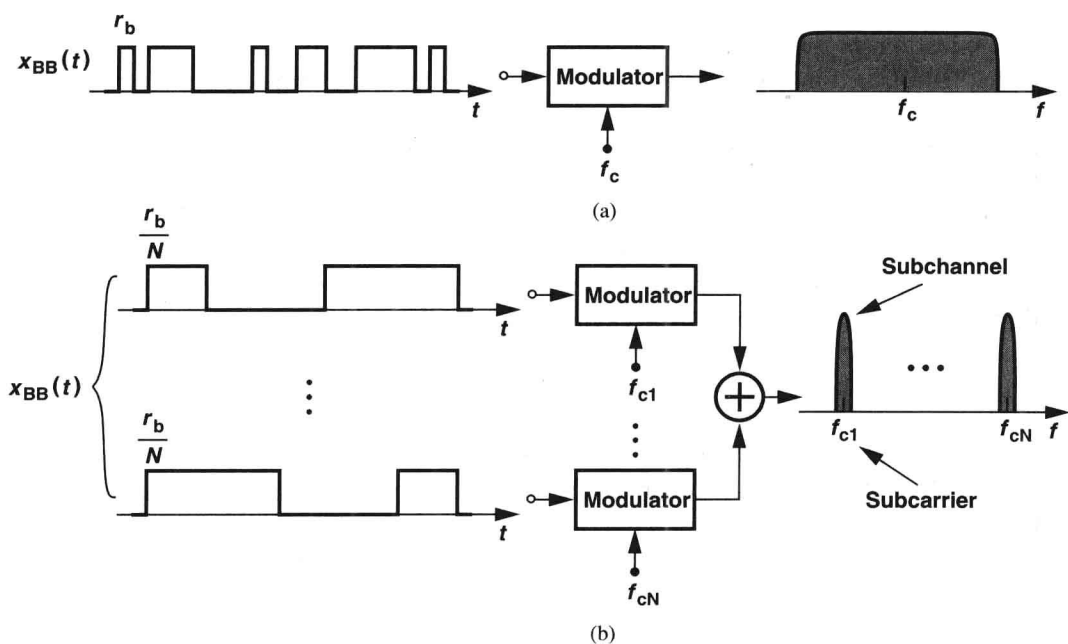 r_b
x_BB(t)
t
Modulator
f_c
f_c
f
(a)
r_b/N
t
Modulator
f_c1
Subchannel
x_BB(t)
f_c1
f_cN
f
r_b/N
t
Modulator
Subcarrier
f_cN
(b)